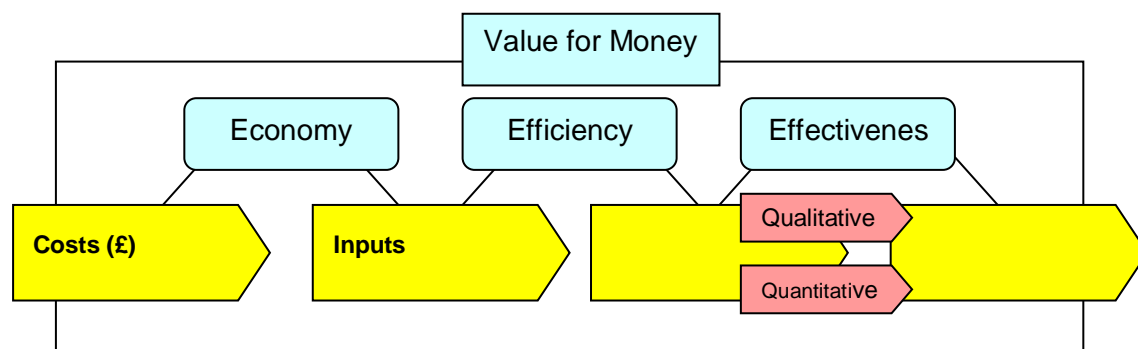 Value for Money
Economy
Efficiency
Effectivenes
Costs (£)
Inputs
Qualitative
Quantitative